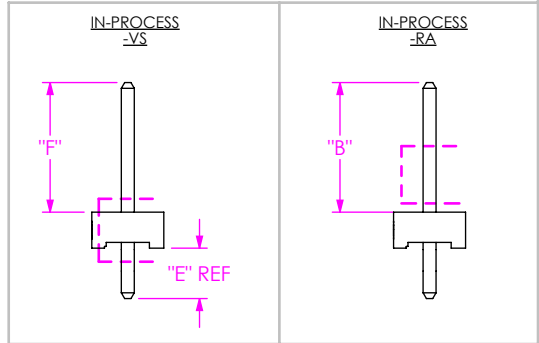 IN-PROCESS
-VS
"F"
"E" REF
IN-PROCESS
-RA
"B"